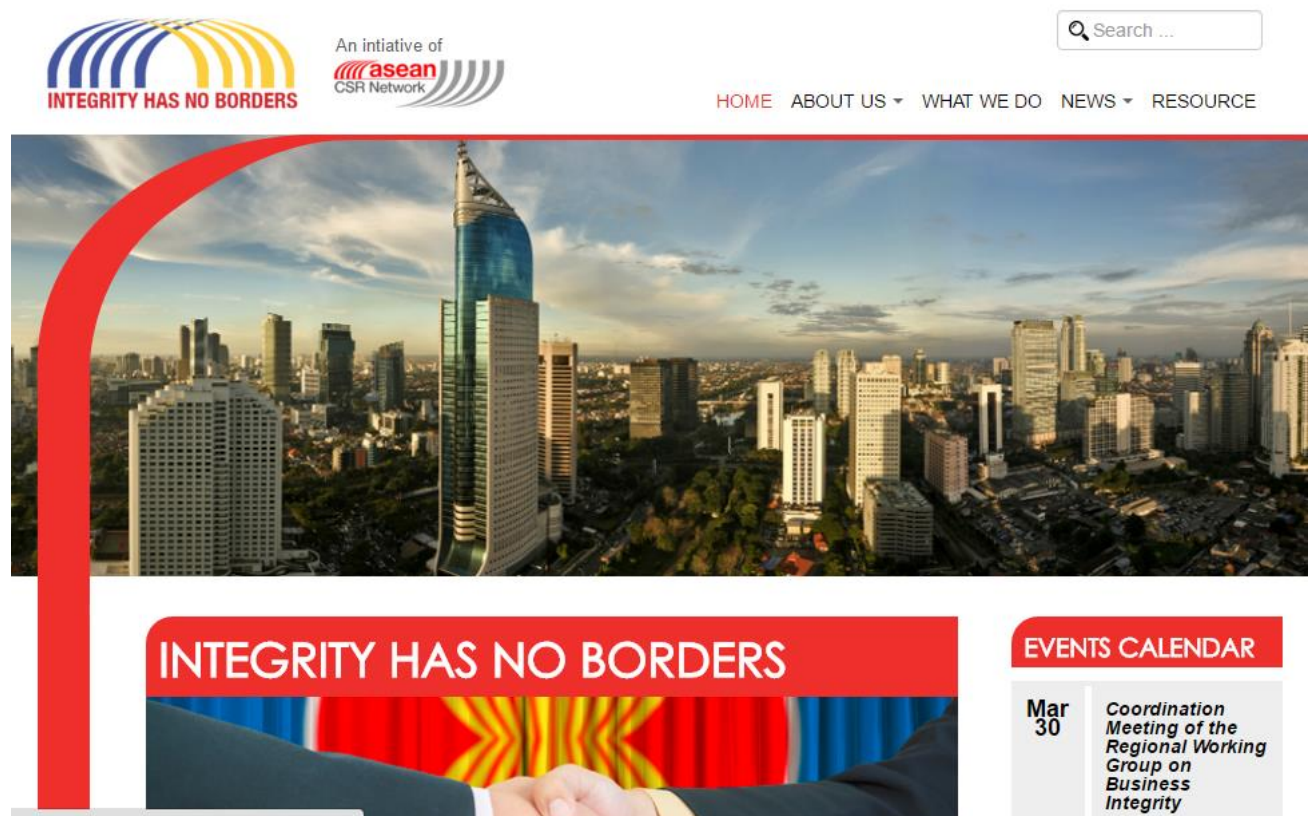 INTEGRITY HAS NO BORDERS
An intiative of
asean
CSR Network
Search ...
HOME ABOUT US WHAT WE DO NEWS RESOURCE
INTEGRITY HAS NO BORDERS
EVENTS CALENDAR
Mar
30
Coordination
Meeting of the
Regional Working
Group on
Business
Integrity